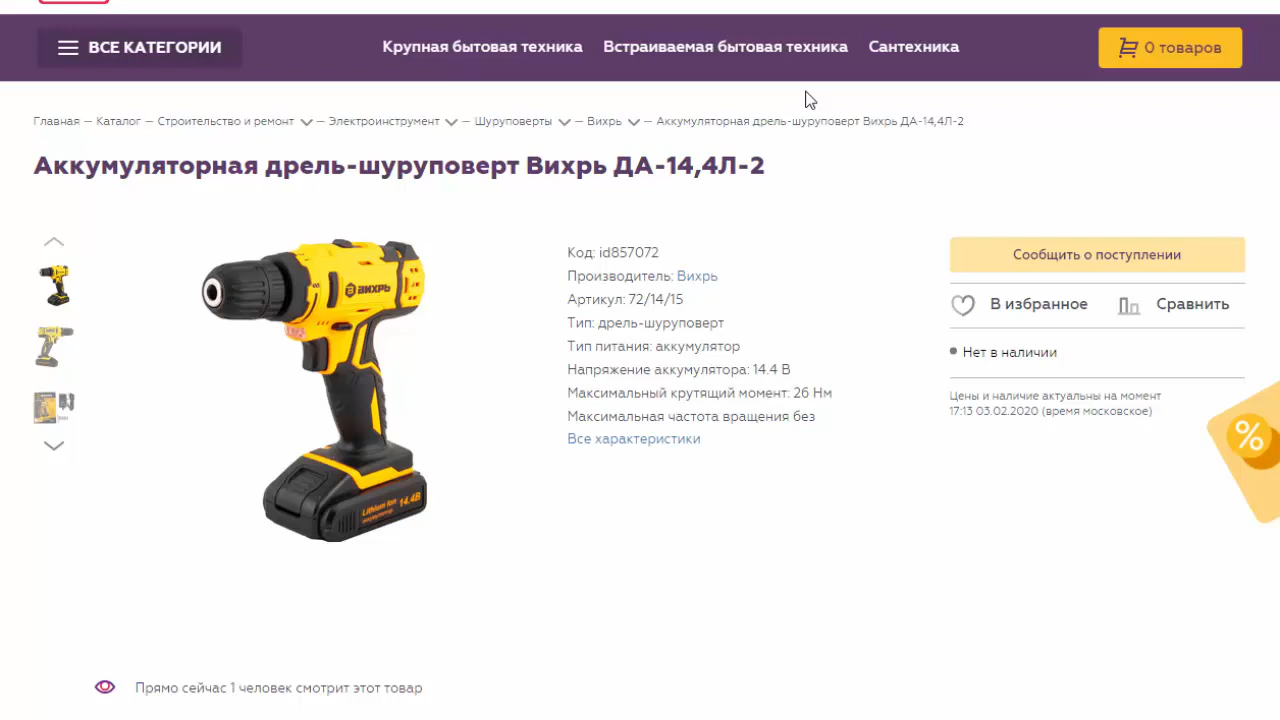 ВСЕ КАТЕГОРИИ
Крупная бытовая техника Встраиваемая бытовая техника Сантехника
0 товаров
Главная — Каталог — Строительство и ремонт — Электроинструмент — Шуруповерты — Вихрь — Аккумуляторная дрель-шуруповерт Вихрь ДА-14,4Л-2
Аккумуляторная дрель-шуруповерт Вихрь ДА-14,4Л-2
ВИХРЬ
Lithium Ion
аккумулятор
14.4В
Код: id857072
Производитель: Вихрь
Артикул: 72/14/15
Тип: дрель-шуруповерт
Тип питания: аккумулятор
Напряжение аккумулятора: 14.4 В
Максимальный крутящий момент: 26 Нм
Максимальная частота вращения без
Все характеристики
Сообщить о поступлении
В избранное Сравнить
Нет в наличии
Цены и наличие актуальны на момент
17:13 03.02.2020 (время московское)
%
Прямо сейчас 1 человек смотрит этот товар